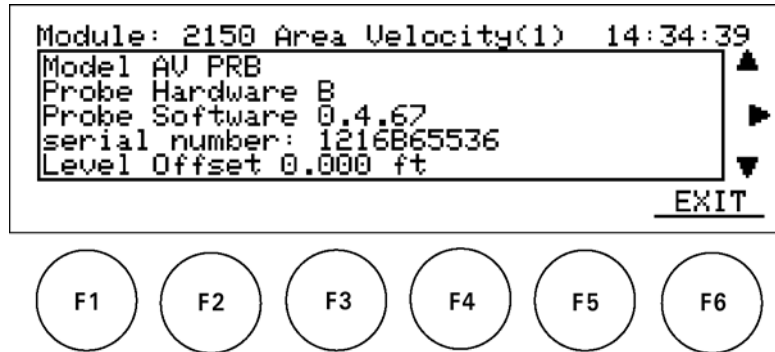 Module: 2150 Area Velocity(1) 14:34:39
Model AV PRB
Probe Hardware B
Probe Software 0.4.67
serial number: 1216B65536
Level Offset 0.000 ft
EXIT
F1 F2 F3 F4 F5 F6